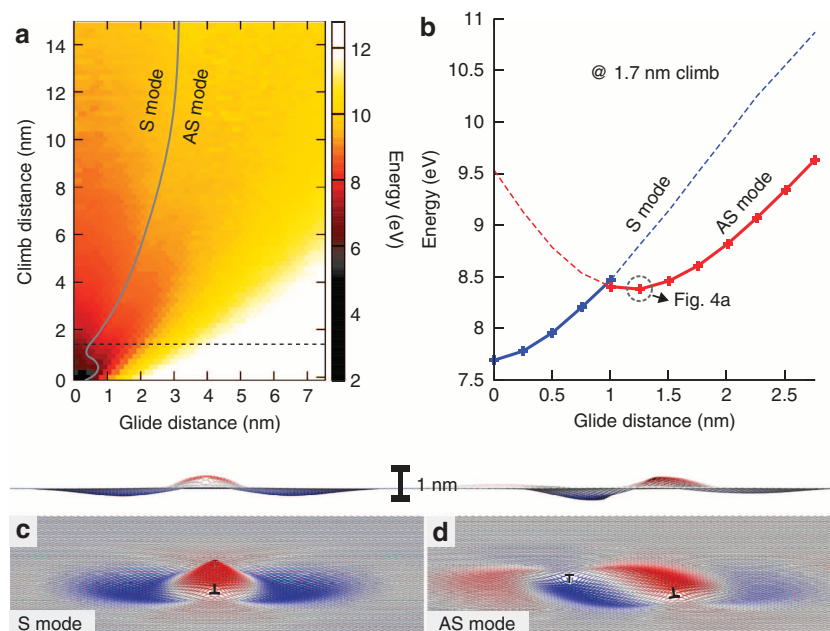 a
14
12
10
8
6
4
2
0
Climb distance (nm)
0 1 2 3 4 5 6 7
Glide distance (nm)
S mode
AS mode
12
10
8
6
4
2
Energy (eV)
b
11
10.5
10
9.5
9
8.5
8
7.5
Energy (eV)
@ 1.7 nm climb
S mode
AS mode
Fig. 4a
0 0.5 1 1.5 2 2.5
Glide distance (nm)
1 nm
c
S mode
d
AS mode